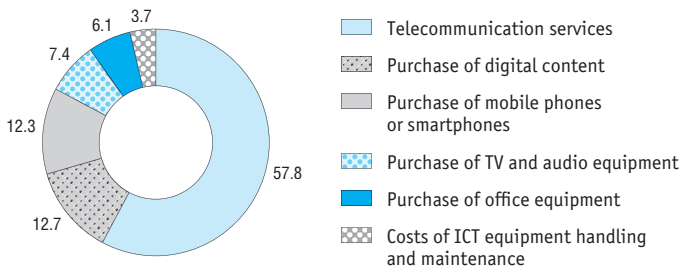 3.7
6.1
7.4
12.3
12.7
57.8
Telecommunication services
Purchase of digital content
Purchase of mobile phones
or smartphones
Purchase of TV and audio equipment
Purchase of office equipment
Costs of ICT equipment handling
and maintenance